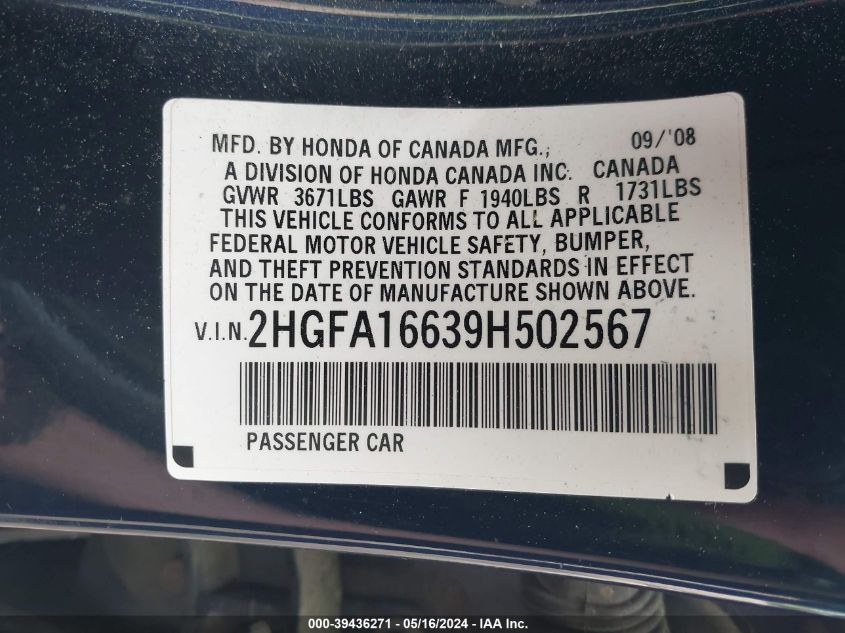 MFD. BY HONDA OF CANADA MFG.; 09/'08
A DIVISION OF HONDA CANADA INC. CANADA
GVWR 3671LBS GAWR F 1940LBS R 1731LBS
THIS VEHICLE CONFORMS TO ALL APPLICABLE
FEDERAL MOTOR VEHICLE SAFETY, BUMPER,
AND THEFT PREVENTION STANDARDS IN EFFECT
ON THE DATE OF MANUFACTURE SHOWN ABOVE.
V.I.N. 2HGFA16639H502567
PASSENGER CAR
000-39436271 - 05/16/2024 - IAA Inc.